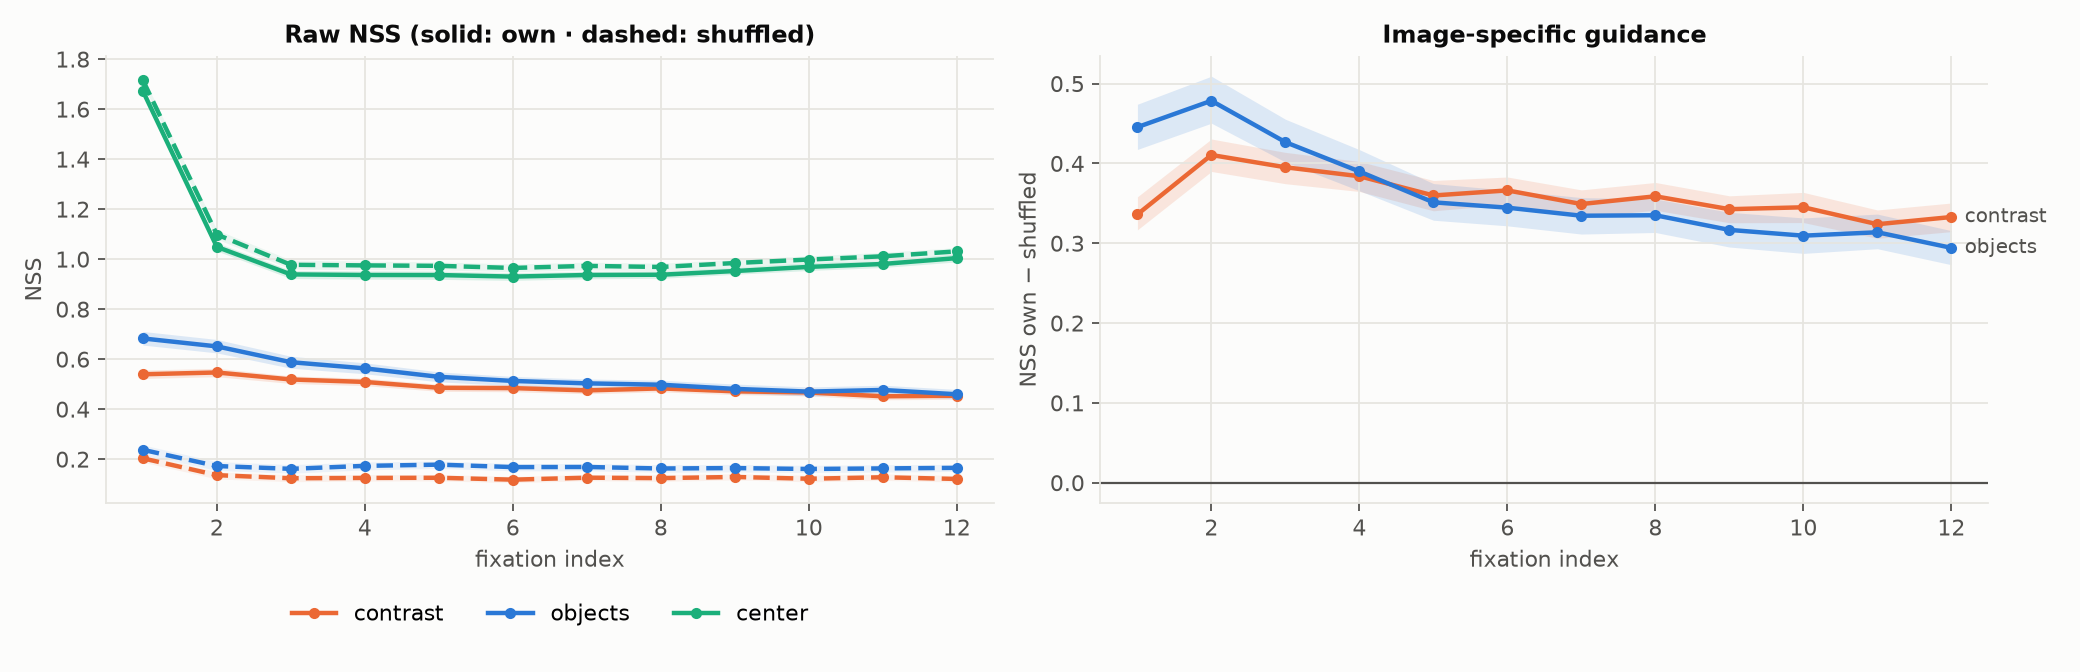 Raw NSS (solid: own · dashed: shuffled)
NSS
1.8
1.6
1.4
1.2
1.0
0.8
0.6
0.4
0.2
2 4 6 8 10 12
fixation index
contrast objects center
Image-specific guidance
NSS own − shuffled
0.5
0.4
0.3
0.2
0.1
0.0
contrast
objects
2 4 6 8 10 12
fixation index